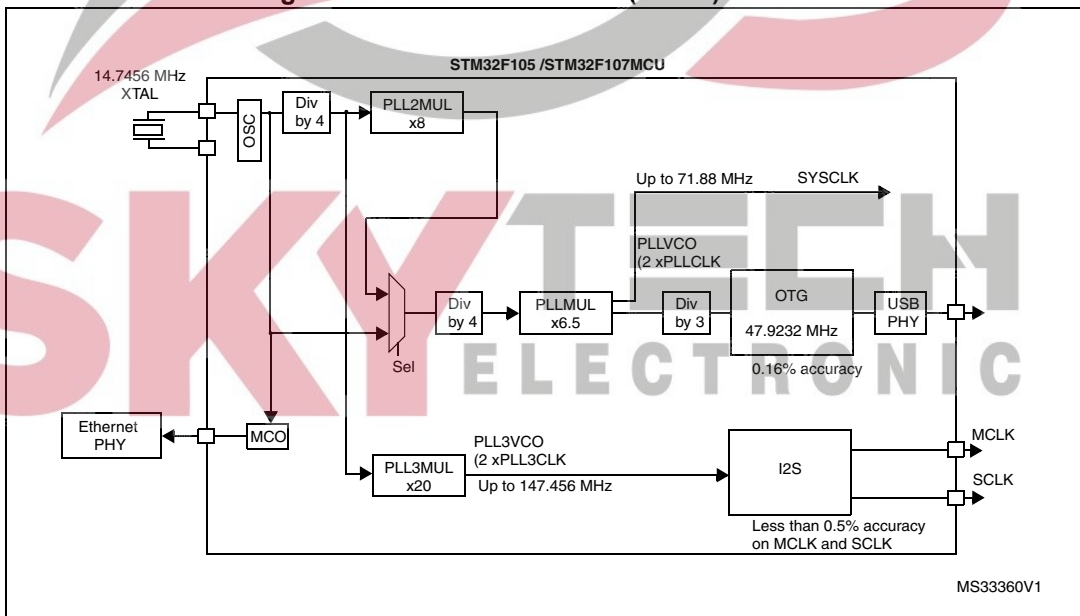 STM32F105 /STM32F107MCU
14.7456 MHz
XTAL
OSC
Div
by 4
PLL2MUL
x8
Up to 71.88 MHz
SYSCLK
PLLVCO
(2 xPLLCLK
Sel
Div
by 4
PLLMUL
x6.5
Div
by 3
OTG
47.9232 MHz
0.16% accuracy
USB
PHY
Ethernet
PHY
MCO
PLL3MUL
x20
PLL3VCO
(2 xPLL3CLK
Up to 147.456 MHz
I2S
MCLK
SCLK
Less than 0.5% accuracy
on MCLK and SCLK
MS33360V1
SKYTECH
ELECTRONIC